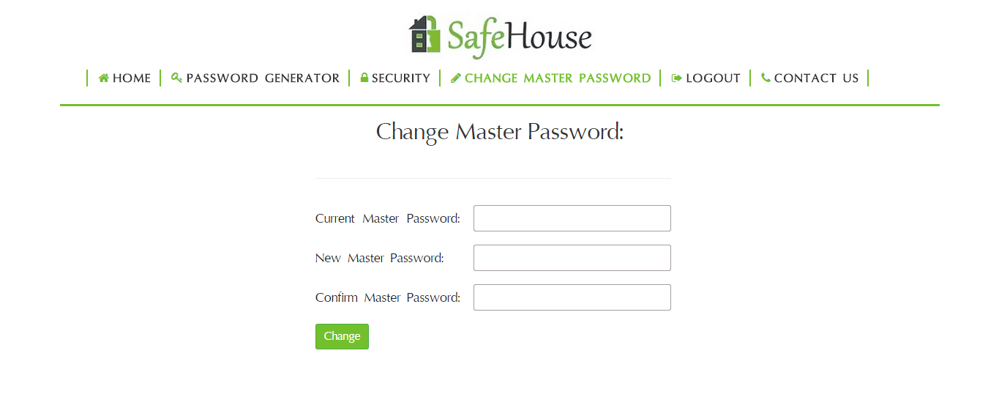 SafeHouse
HOME PASSWORD GENERATOR SECURITY CHANGE MASTER PASSWORD LOGOUT CONTACT US
Change Master Password:
Current Master Password:
New Master Password:
Confirm Master Password:
Change